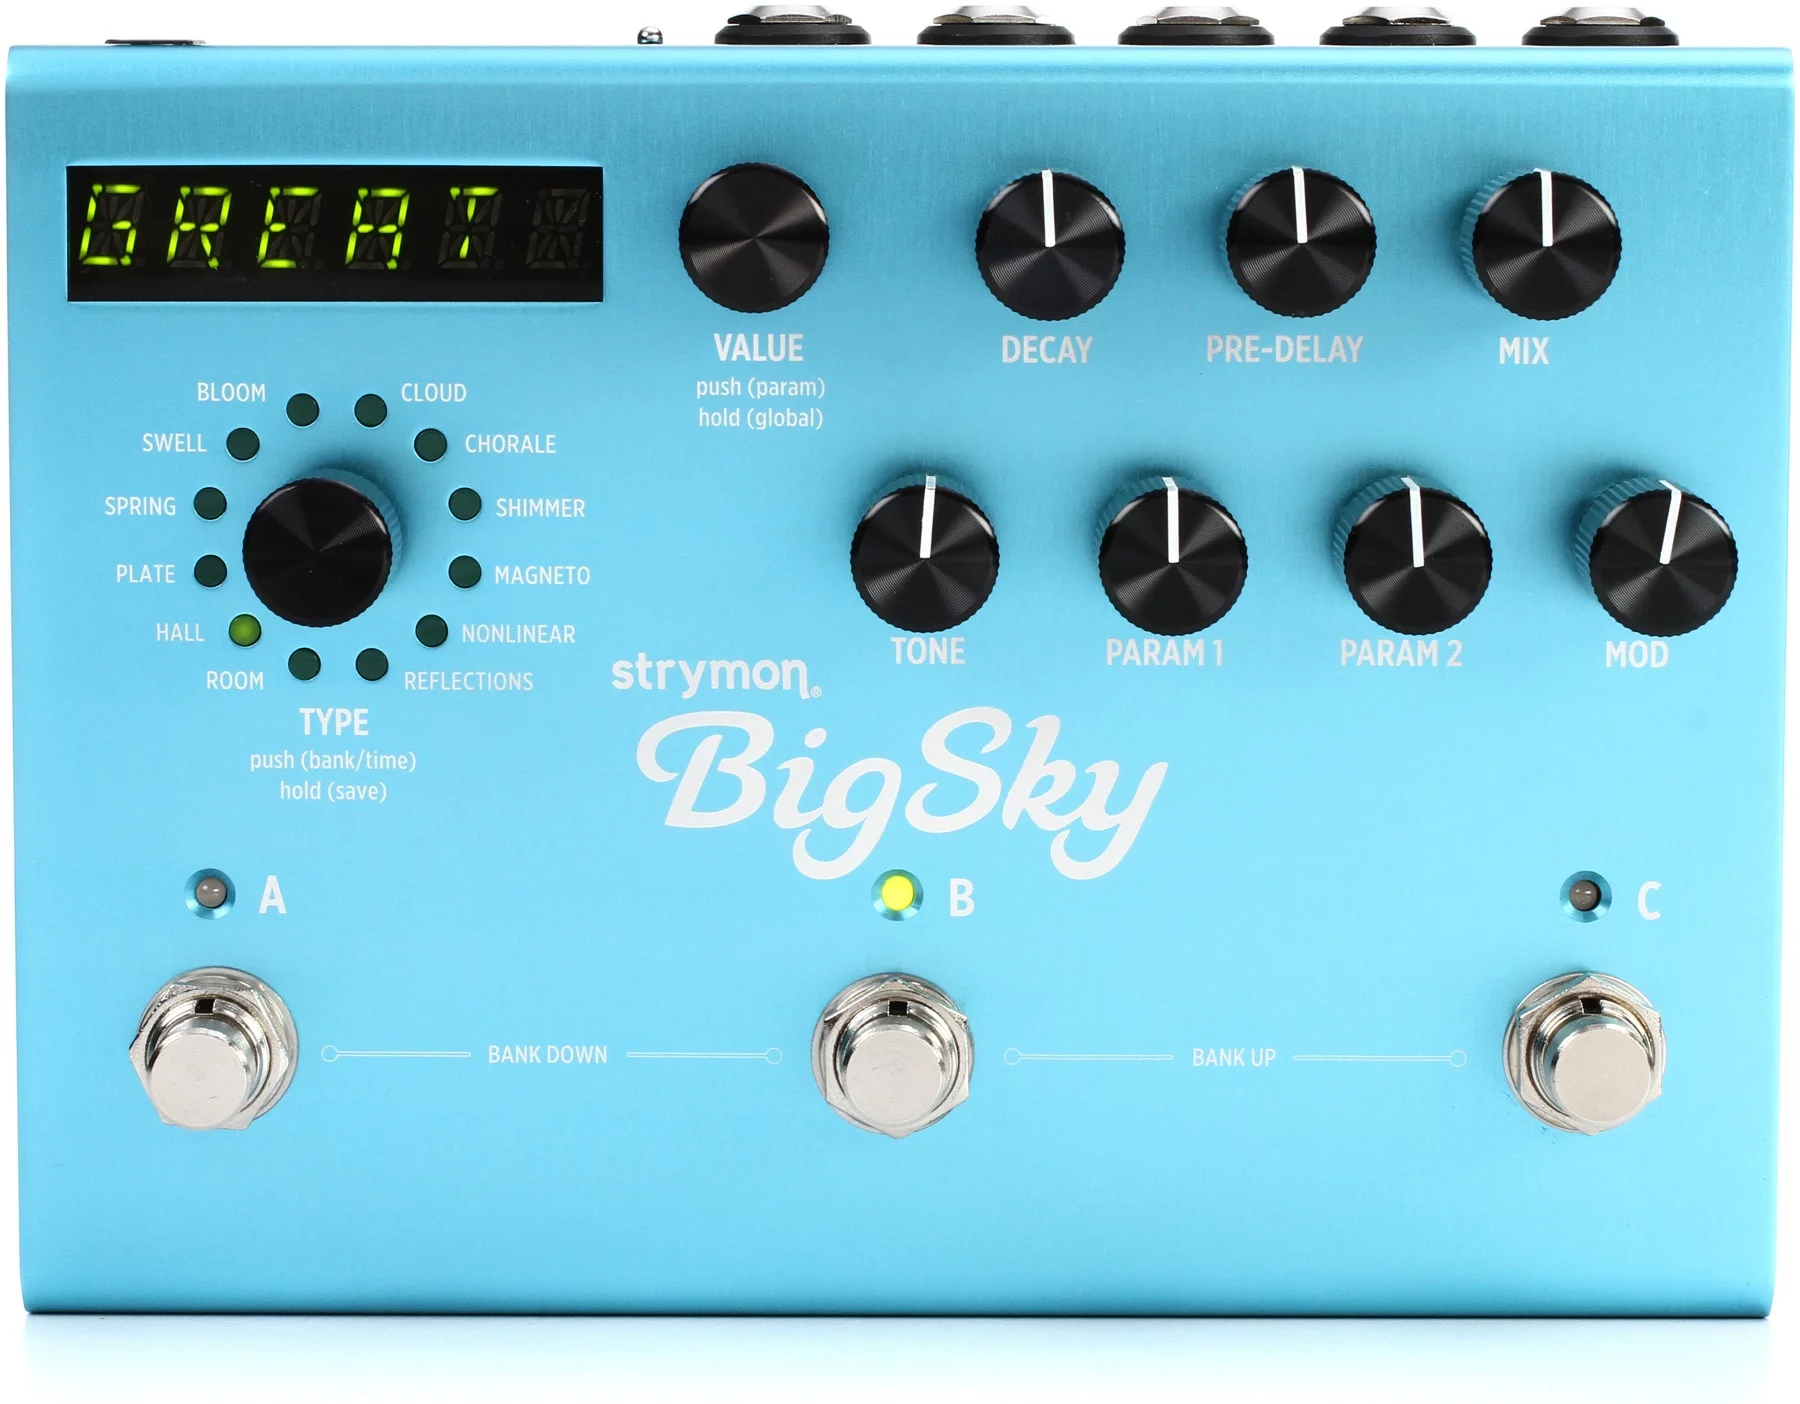 GREAT
VALUE
push (param)
hold (global)
DECAY
PRE-DELAY
MIX
BLOOM
CLOUD
SWELL
CHORALE
SPRING
SHIMMER
PLATE
MAGNETO
HALL
NONLINEAR
ROOM
REFLECTIONS
TYPE
push (bank/time)
hold (save)
TONE
PARAM 1
PARAM 2
MOD
strymon®
BigSky
A
B
C
BANK DOWN
BANK UP